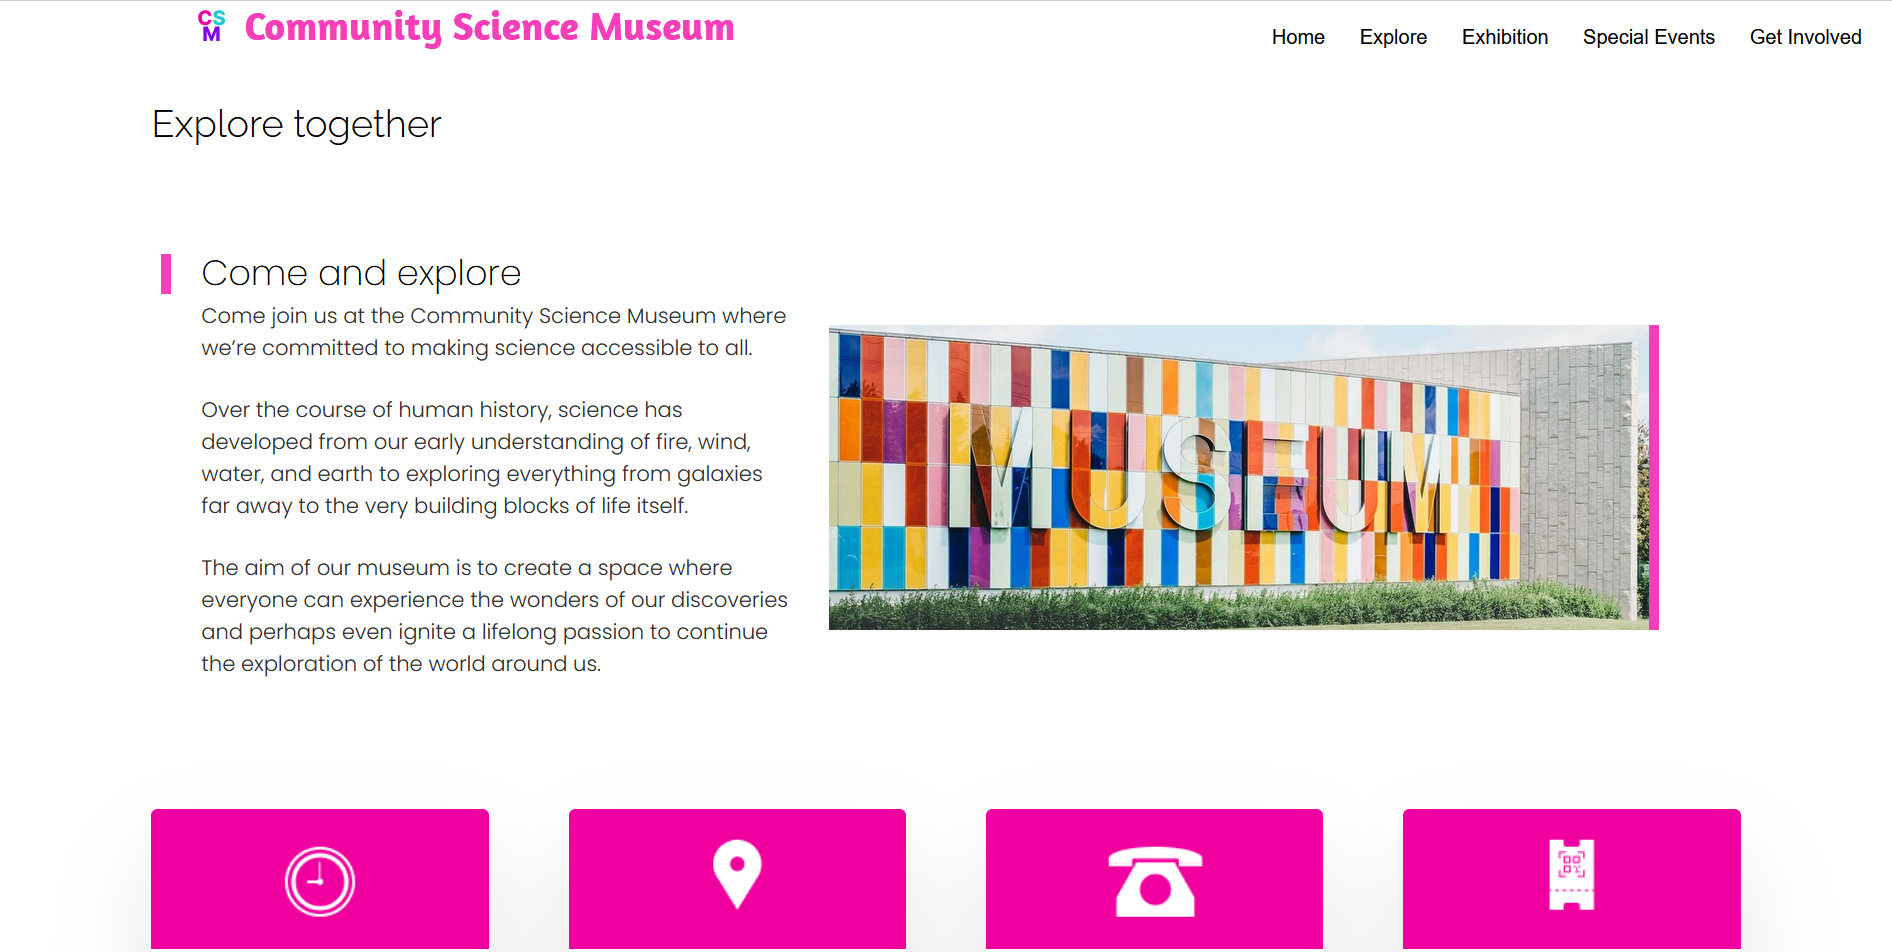 CS
M
Community Science Museum
Home Explore Exhibition Special Events Get Involved
Explore together
Come and explore
Come join us at the Community Science Museum where
we’re committed to making science accessible to all.
Over the course of human history, science has
developed from our early understanding of fire, wind,
water, and earth to exploring everything from galaxies
far away to the very building blocks of life itself.
The aim of our museum is to create a space where
everyone can experience the wonders of our discoveries
and perhaps even ignite a lifelong passion to continue
the exploration of the world around us.
MUSEUM